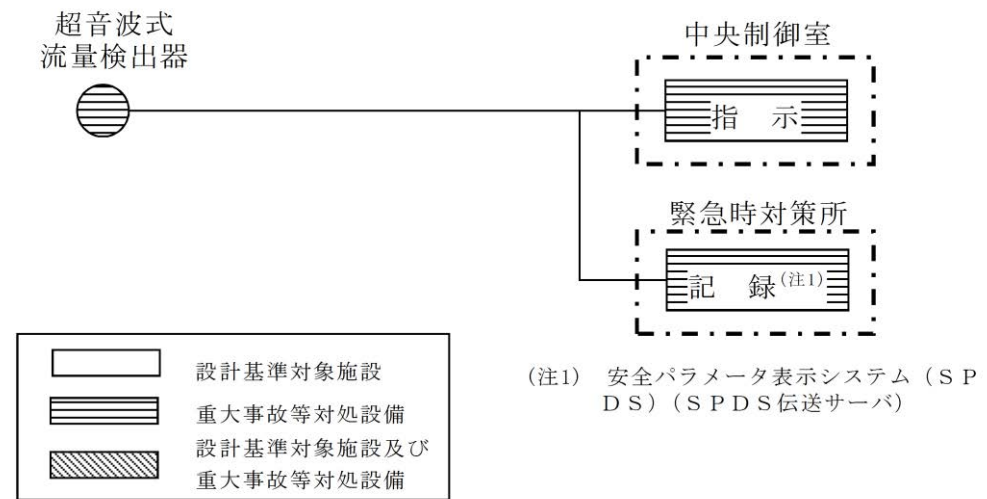 超音波式
流量検出器
中央制御室
指　示
緊急時対策所
記　録(注1)
設計基準対象施設
重大事故等対処設備
設計基準対象施設及び
重大事故等対処設備
(注1)　安全パラメータ表示システム（ＳＰ
ＤＳ）（ＳＰＤＳ伝送サーバ）